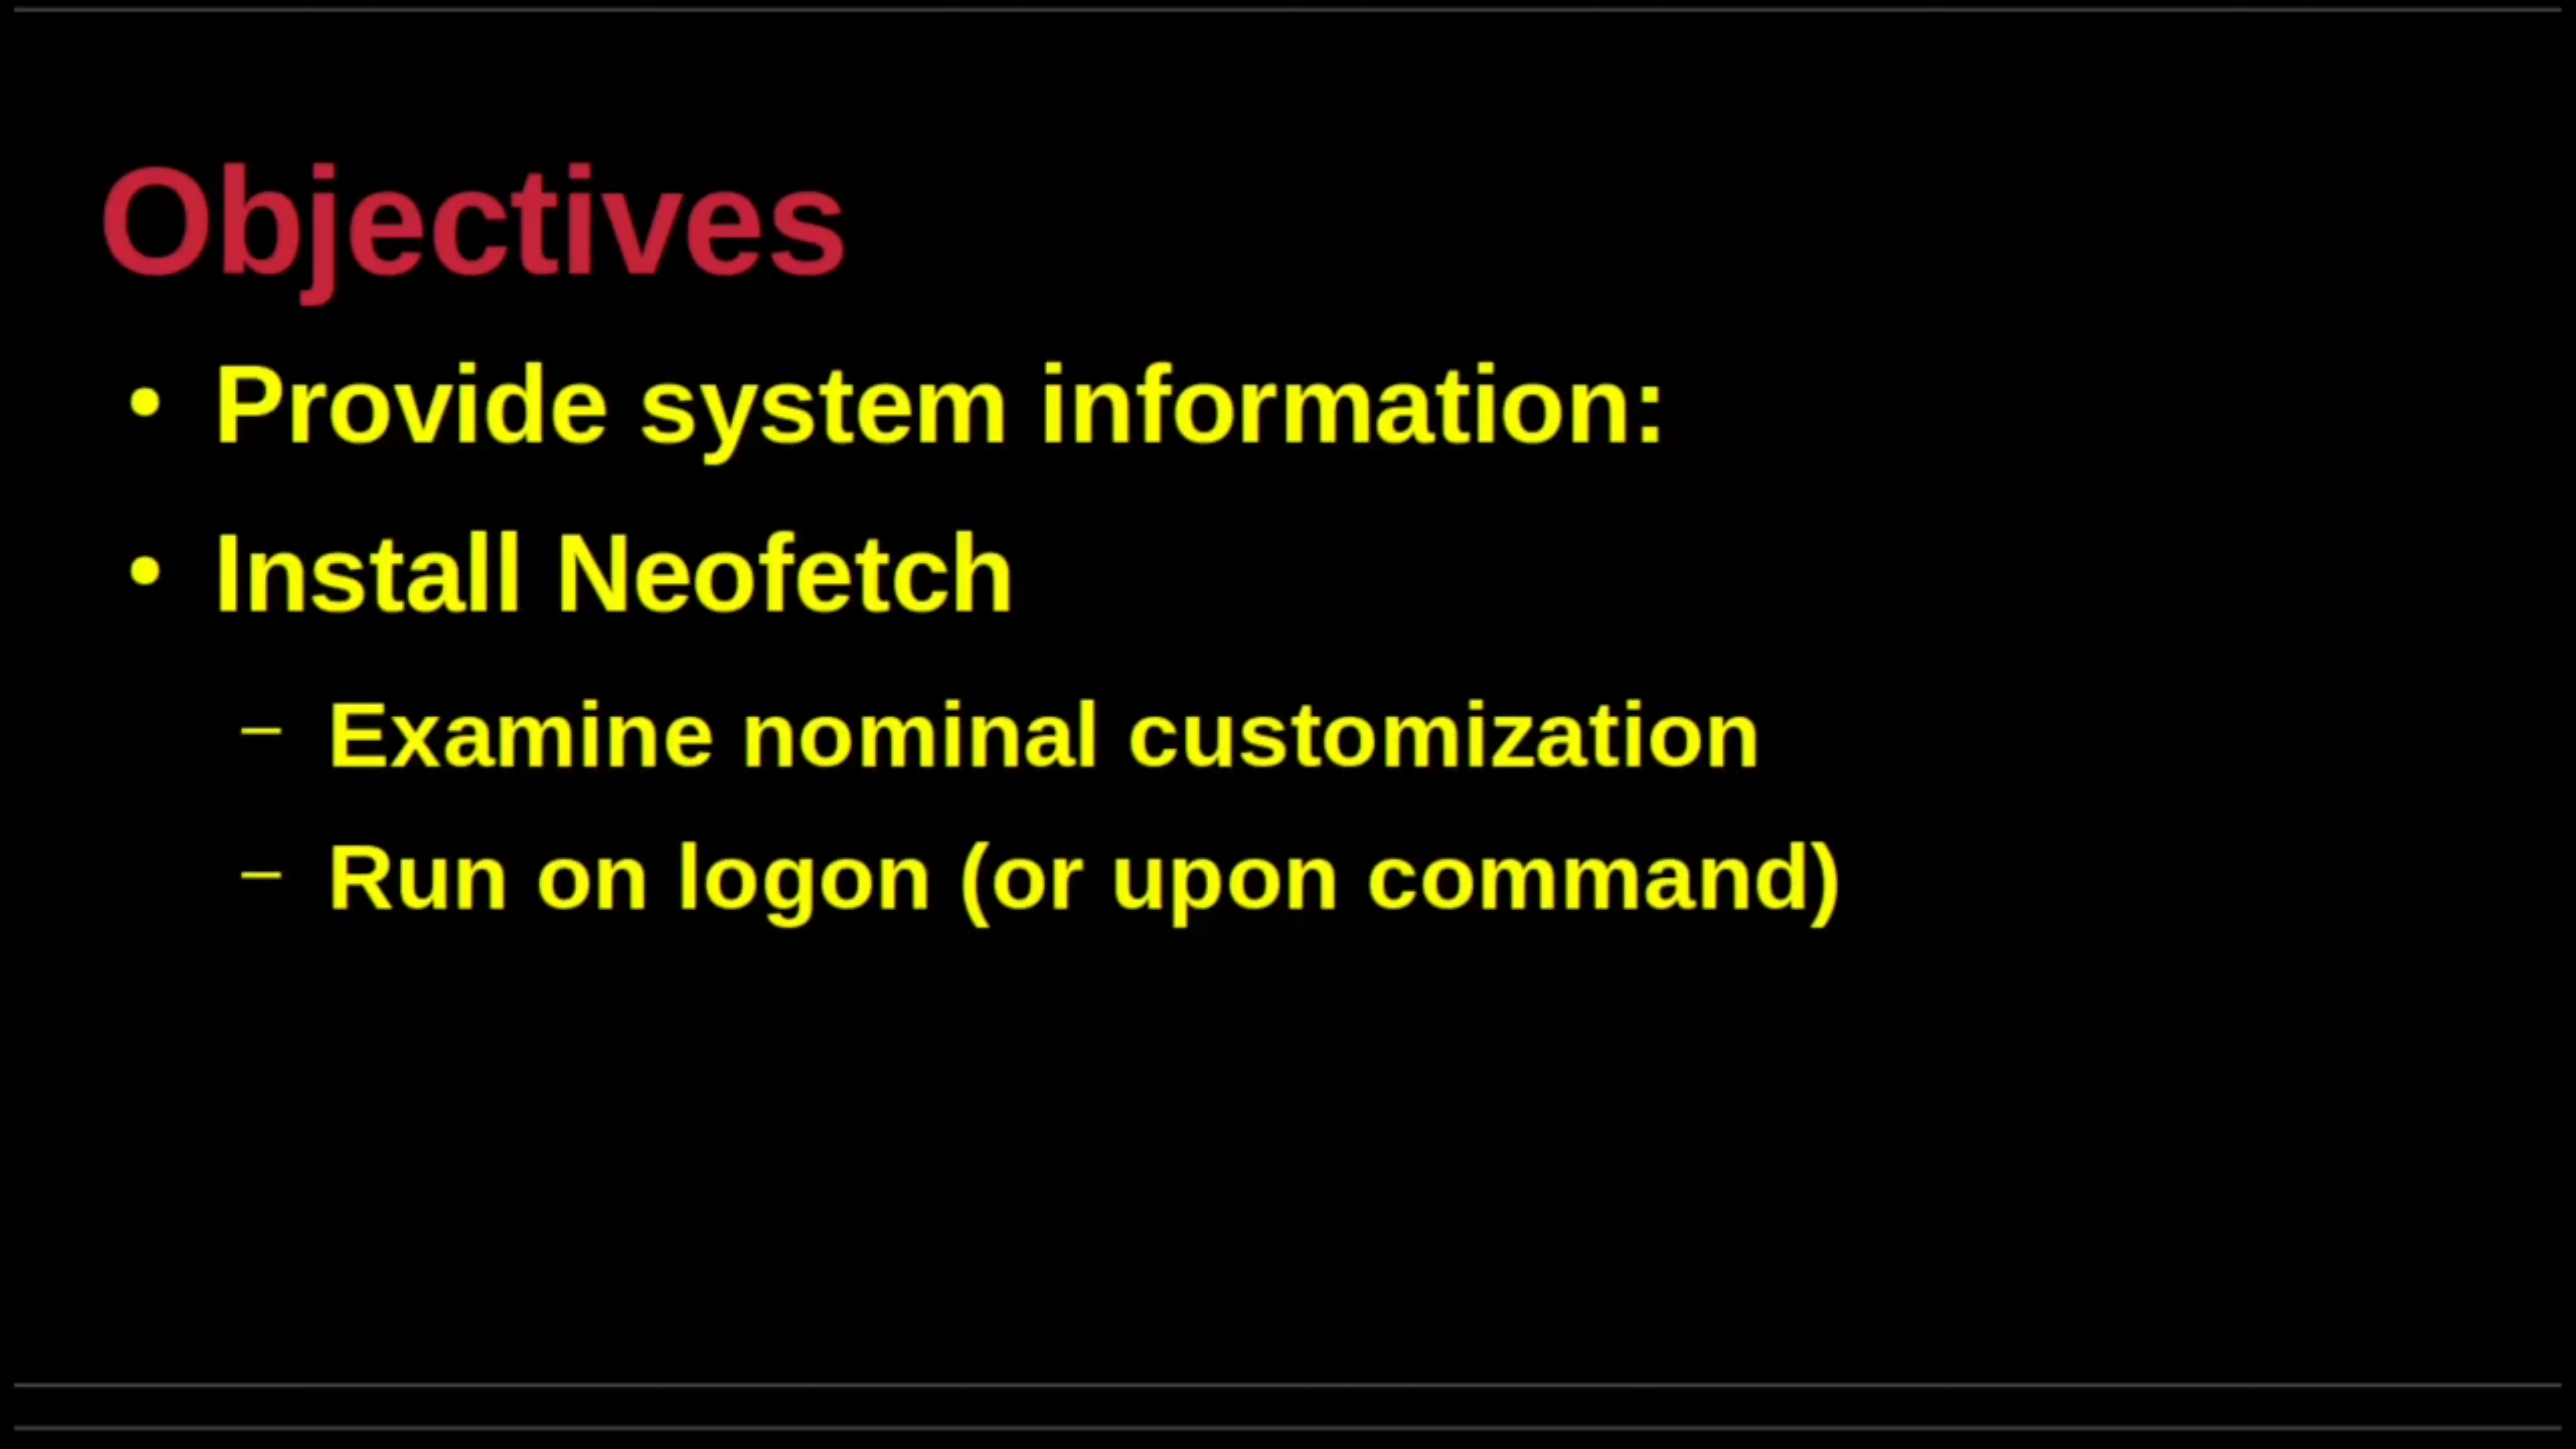 Objectives
• Provide system information:
• Install Neofetch
– Examine nominal customization
– Run on logon (or upon command)